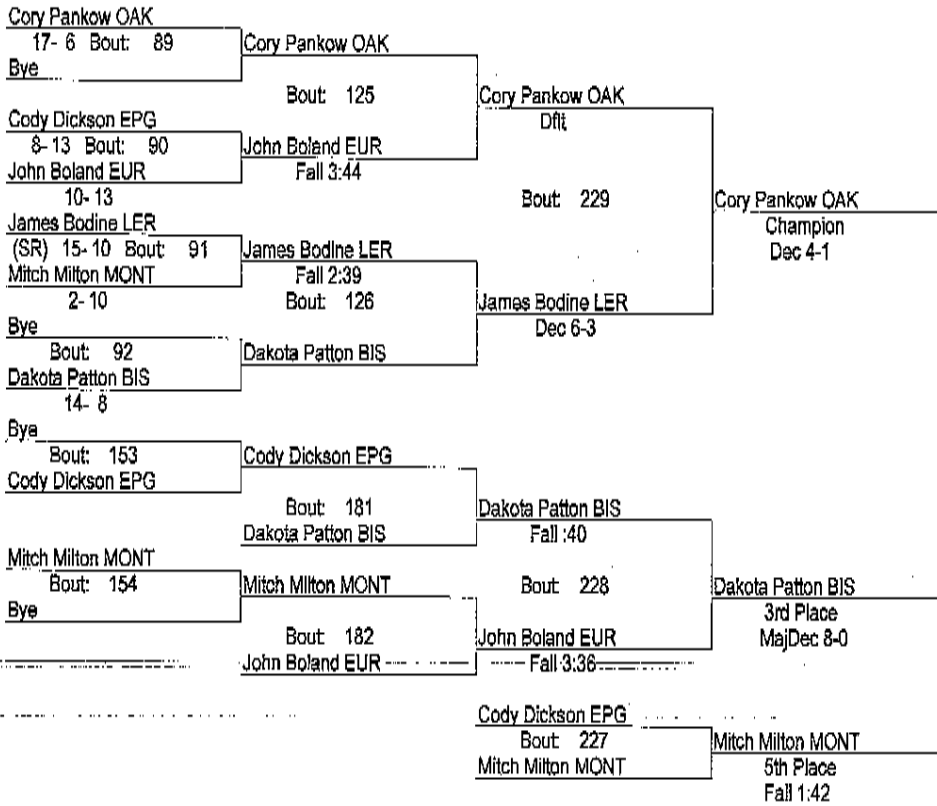 Cory Pankow OAK
17- 6 Bout: 89
Bye
Cory Pankow OAK
Bout: 125
Cody Dickson EPG
8- 13 Bout: 90
John Boland EUR
10- 13
John Boland EUR
Fall 3:44
Cory Pankow OAK
Dflt
James Bodine LER
(SR) 15- 10 Bout: 91
Mitch Milton MONT
2- 10
James Bodine LER
Fall 2:39
Bout: 126
Bye
Bout: 92
Dakota Patton BIS
14- 8
Dakota Patton BIS
James Bodine LER
Dec 6-3
Bout: 229
Cory Pankow OAK
Champion
Dec 4-1
Bye
Bout: 153
Cody Dickson EPG
Cody Dickson EPG
Bout: 181
Dakota Patton BIS
Dakota Patton BIS
Fall :40
Mitch Milton MONT
Bout: 154
Bye
Mitch Milton MONT
Bout: 182
John Boland EUR
John Boland EUR
Fall 3:36
Bout: 228
Dakota Patton BIS
3rd Place
MajDec 8-0
Cody Dickson EPG
Bout: 227
Mitch Milton MONT
Mitch Milton MONT
5th Place
Fall 1:42